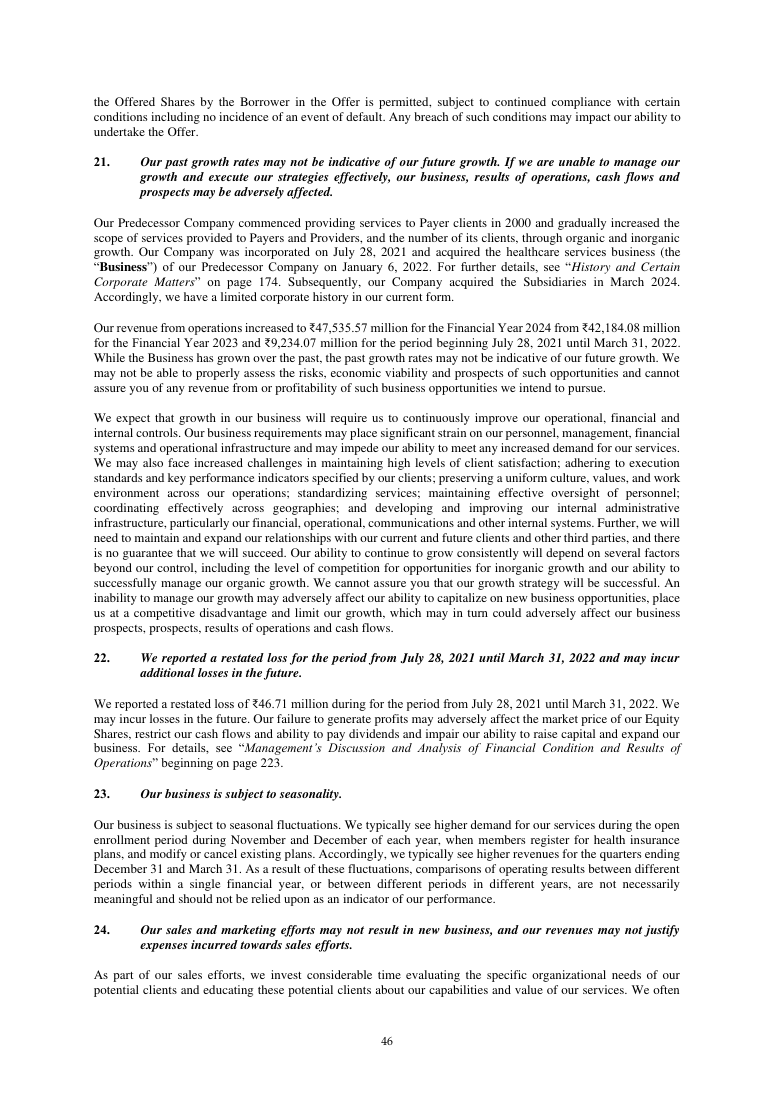 the Offered Shares by the Borrower in the Offer is permitted, subject to continued compliance with certain
conditions including no incidence of an event of default. Any breach of such conditions may impact our ability to
undertake the Offer.
21. Our past growth rates may not be indicative of our future growth. If we are unable to manage our
growth and execute our strategies effectively, our business, results of operations, cash flows and
prospects may be adversely affected.
Our Predecessor Company commenced providing services to Payer clients in 2000 and gradually increased the
scope of services provided to Payers and Providers, and the number of its clients, through organic and inorganic
growth. Our Company was incorporated on July 28, 2021 and acquired the healthcare services business (the
“Business”) of our Predecessor Company on January 6, 2022. For further details, see “History and Certain
Corporate Matters” on page 174. Subsequently, our Company acquired the Subsidiaries in March 2024.
Accordingly, we have a limited corporate history in our current form.
Our revenue from operations increased to ₹47,535.57 million for the Financial Year 2024 from ₹42,184.08 million
for the Financial Year 2023 and ₹9,234.07 million for the period beginning July 28, 2021 until March 31, 2022.
While the Business has grown over the past, the past growth rates may not be indicative of our future growth. We
may not be able to properly assess the risks, economic viability and prospects of such opportunities and cannot
assure you of any revenue from or profitability of such business opportunities we intend to pursue.
We expect that growth in our business will require us to continuously improve our operational, financial and
internal controls. Our business requirements may place significant strain on our personnel, management, financial
systems and operational infrastructure and may impede our ability to meet any increased demand for our services.
We may also face increased challenges in maintaining high levels of client satisfaction; adhering to execution
standards and key performance indicators specified by our clients; preserving a uniform culture, values, and work
environment across our operations; standardizing services; maintaining effective oversight of personnel;
coordinating effectively across geographies; and developing and improving our internal administrative
infrastructure, particularly our financial, operational, communications and other internal systems. Further, we will
need to maintain and expand our relationships with our current and future clients and other third parties, and there
is no guarantee that we will succeed. Our ability to continue to grow consistently will depend on several factors
beyond our control, including the level of competition for opportunities for inorganic growth and our ability to
successfully manage our organic growth. We cannot assure you that our growth strategy will be successful. An
inability to manage our growth may adversely affect our ability to capitalize on new business opportunities, place
us at a competitive disadvantage and limit our growth, which may in turn could adversely affect our business
prospects, prospects, results of operations and cash flows.
22. We reported a restated loss for the period from July 28, 2021 until March 31, 2022 and may incur
additional losses in the future.
We reported a restated loss of ₹46.71 million during for the period from July 28, 2021 until March 31, 2022. We
may incur losses in the future. Our failure to generate profits may adversely affect the market price of our Equity
Shares, restrict our cash flows and ability to pay dividends and impair our ability to raise capital and expand our
business. For details, see “Management’s Discussion and Analysis of Financial Condition and Results of
Operations” beginning on page 223.
23. Our business is subject to seasonality.
Our business is subject to seasonal fluctuations. We typically see higher demand for our services during the open
enrollment period during November and December of each year, when members register for health insurance
plans, and modify or cancel existing plans. Accordingly, we typically see higher revenues for the quarters ending
December 31 and March 31. As a result of these fluctuations, comparisons of operating results between different
periods within a single financial year, or between different periods in different years, are not necessarily
meaningful and should not be relied upon as an indicator of our performance.
24. Our sales and marketing efforts may not result in new business, and our revenues may not justify
expenses incurred towards sales efforts.
As part of our sales efforts, we invest considerable time evaluating the specific organizational needs of our
potential clients and educating these potential clients about our capabilities and value of our services. We often
46